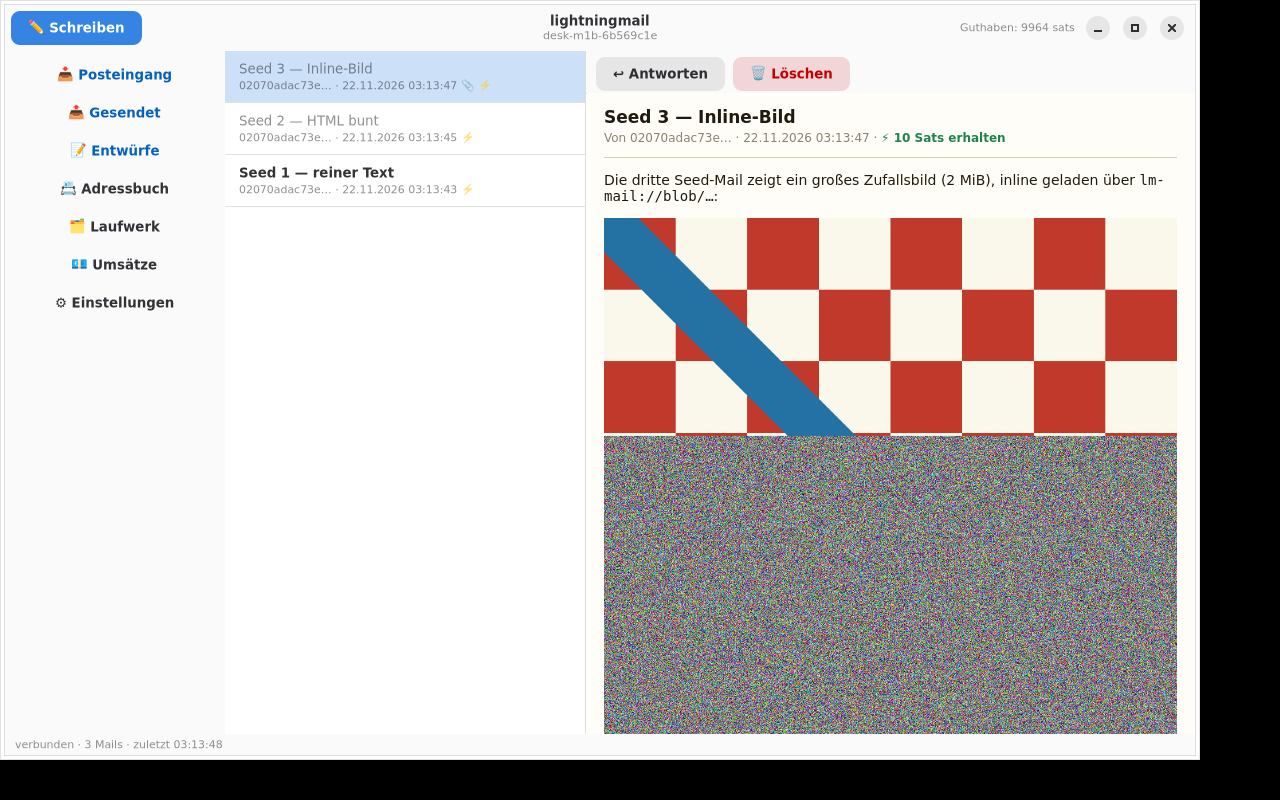 ✏️ Schreiben
lightningmail
desk-m1b-6b569c1e
Guthaben: 9964 sats
📥 Posteingang
📤 Gesendet
📝 Entwürfe
📇 Adressbuch
🗂️ Laufwerk
💶 Umsätze
⚙ Einstellungen
Seed 3 — Inline-Bild
02070adac73e… · 22.11.2026 03:13:47 📎 ⚡
Seed 2 — HTML bunt
02070adac73e… · 22.11.2026 03:13:45 ⚡
Seed 1 — reiner Text
02070adac73e… · 22.11.2026 03:13:43 ⚡
↩ Antworten
🗑️ Löschen
Seed 3 — Inline-Bild
Von 02070adac73e… · 22.11.2026 03:13:47 · ⚡ 10 Sats erhalten
Die dritte Seed-Mail zeigt ein großes Zufallsbild (2 MiB), inline geladen über lm-
mail://blob/…:
verbunden · 3 Mails · zuletzt 03:13:48